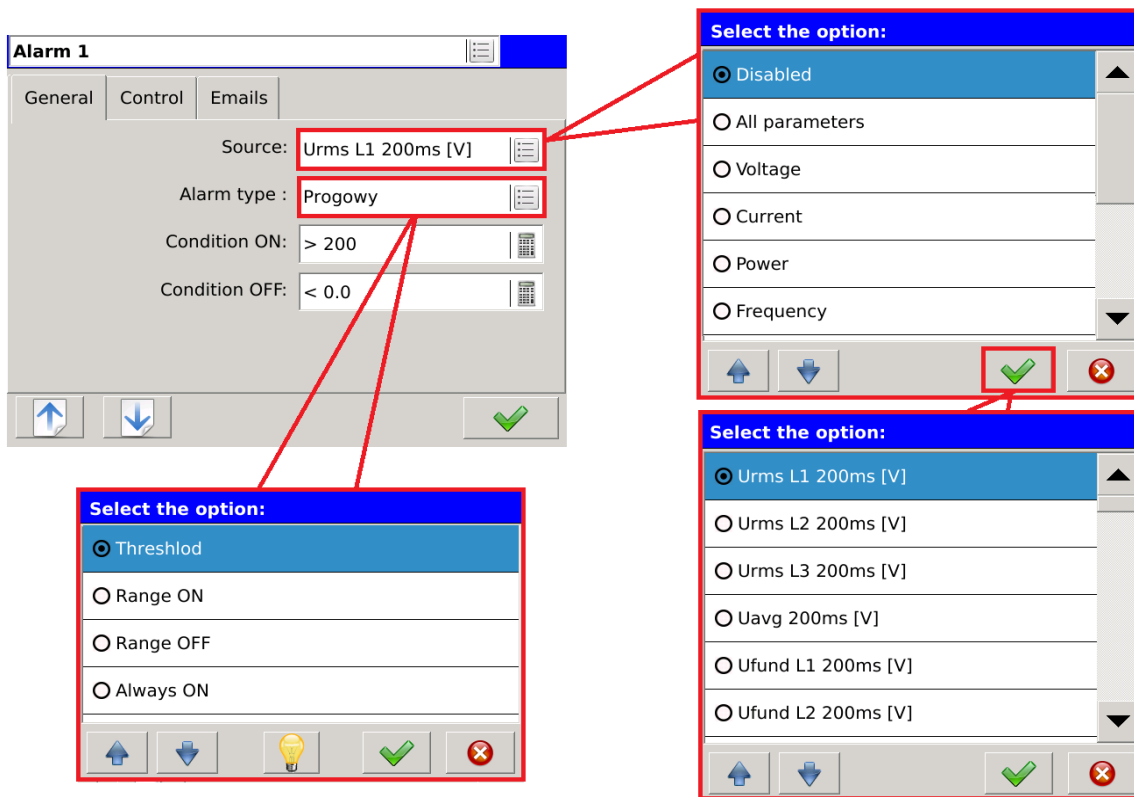 Alarm 1
General Control Emails
Source: Urms L1 200ms [V]
Alarm type : Progowy
Condition ON: > 200
Condition OFF: < 0.0
Select the option:
Disabled
All parameters
Voltage
Current
Power
Frequency
Select the option:
Threshlod
Range ON
Range OFF
Always ON
Select the option:
Urms L1 200ms [V]
Urms L2 200ms [V]
Urms L3 200ms [V]
Uavg 200ms [V]
Ufund L1 200ms [V]
Ufund L2 200ms [V]